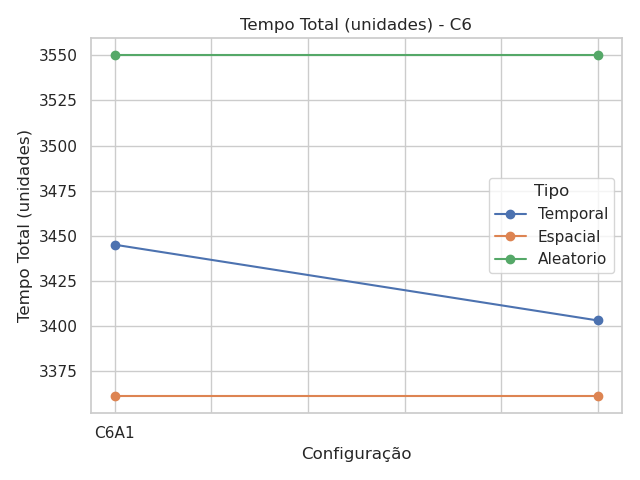 Tempo Total (unidades) - C6
Tempo Total (unidades)
3550
3525
3500
3475
3450
3425
3400
3375
Tipo
Temporal
Espacial
Aleatorio
C6A1
Configuração